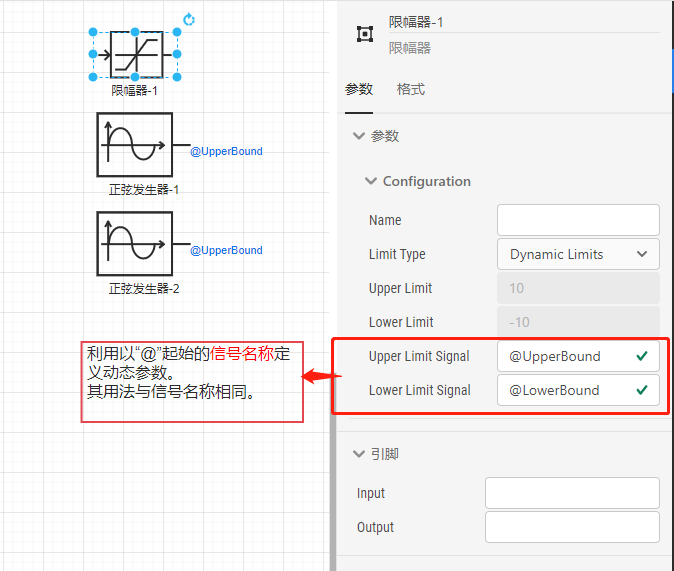 限幅器-1
@UpperBound
正弦发生器-1
@UpperBound
正弦发生器-2
利用以“@”起始的信号名称定
义动态参数。
其用法与信号名称相同。
限幅器-1
限幅器
参数 格式
参数
Configuration
Name
Limit Type Dynamic Limits
Upper Limit 10
Lower Limit -10
Upper Limit Signal @UpperBound
Lower Limit Signal @LowerBound
引脚
Input
Output